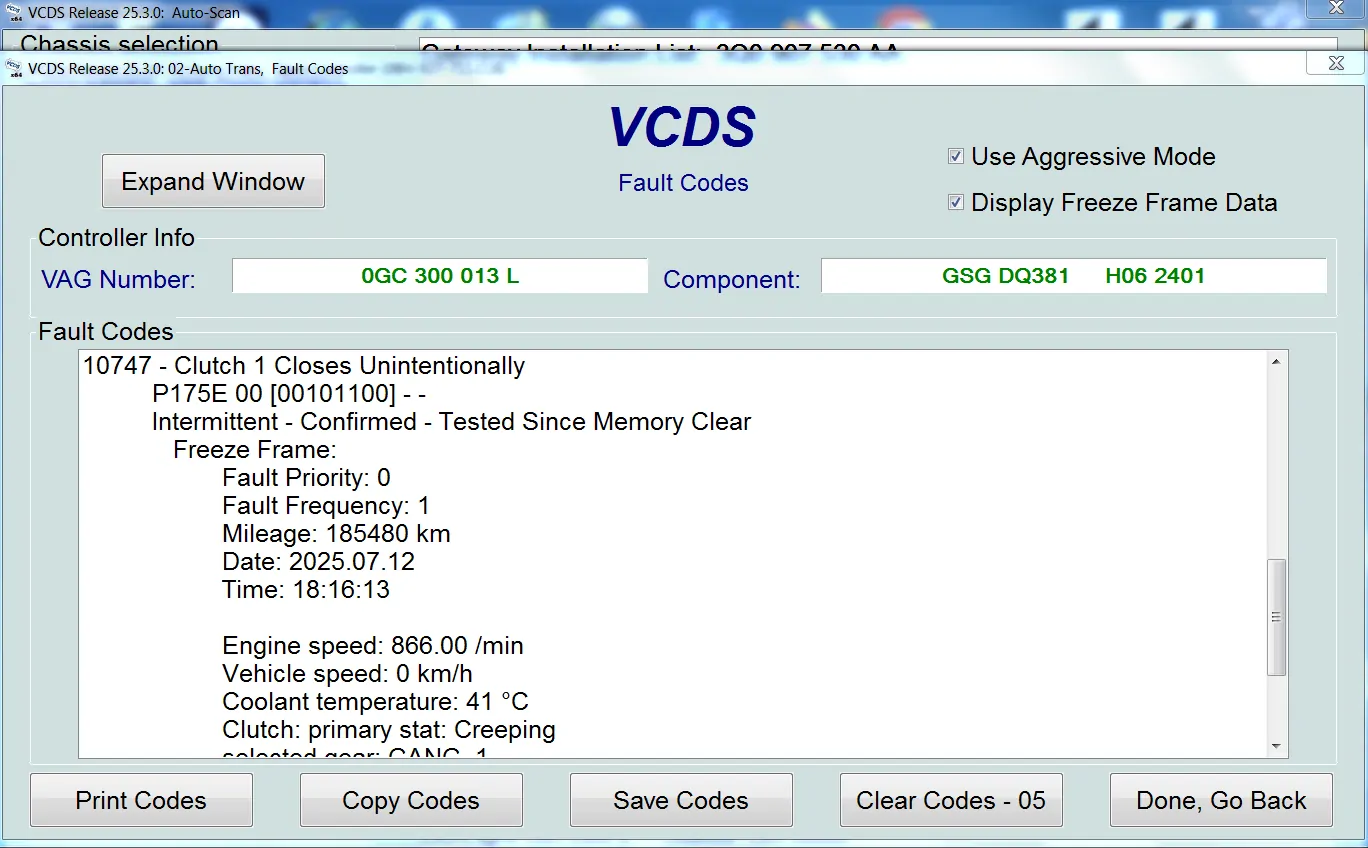 VCDS Release 25.3.0: Auto-Scan
Chassis selection
VCDS Release 25.3.0: 02-Auto Trans, Fault Codes
VCDS
Fault Codes
Expand Window
Use Aggressive Mode
Display Freeze Frame Data
Controller Info
VAG Number:
0GC 300 013 L
Component:
GSG DQ381 H06 2401
Fault Codes
10747 - Clutch 1 Closes Unintentionally
P175E 00 [00101100] - -
Intermittent - Confirmed - Tested Since Memory Clear
Freeze Frame:
Fault Priority: 0
Fault Frequency: 1
Mileage: 185480 km
Date: 2025.07.12
Time: 18:16:13
Engine speed: 866.00 /min
Vehicle speed: 0 km/h
Coolant temperature: 41 °C
Clutch: primary stat: Creeping
selected gear: GANG_1
Print Codes
Copy Codes
Save Codes
Clear Codes - 05
Done, Go Back